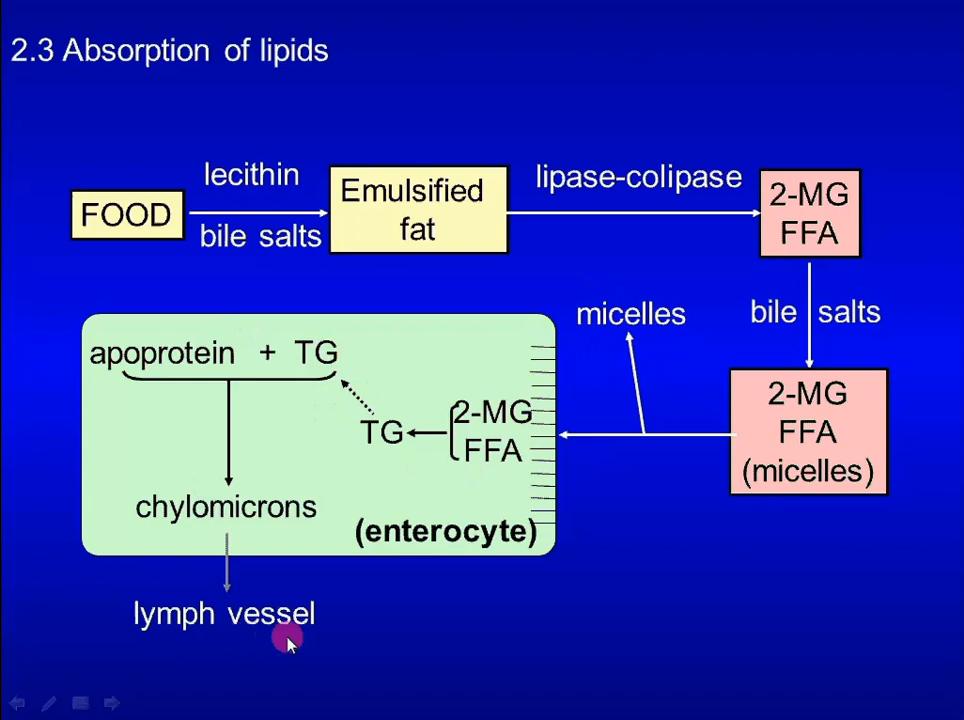 2.3 Absorption of lipids
lecithin
FOOD
bile salts
Emulsified
fat
lipase-colipase
2-MG
FFA
bile salts
micelles
2-MG
FFA
(micelles)
apoprotein + TG
TG
2-MG
FFA
chylomicrons
(enterocyte)
lymph vessel